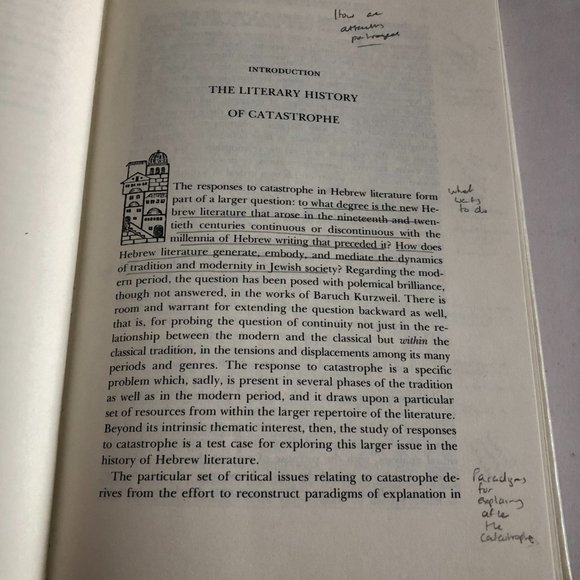 How are
attacks
portrayed
INTRODUCTION
THE LITERARY HISTORY
OF CATASTROPHE
The responses to catastrophe in Hebrew literature form
part of a larger question: to what degree is the new He-
brew literature that arose in the nineteenth and twen-
tieth centuries continuous or discontinuous with the
millennia of Hebrew writing that preceded it? How does
Hebrew literature generate, embody, and mediate the dynamics
of tradition and modernity in Jewish society? Regarding the mod-
ern period, the question has been posed with polemical brilliance,
though not answered, in the works of Baruch Kurzweil. There is
room and warrant for extending the question backward as well,
that is, for probing the question of continuity not just in the re-
lationship between the modern and the classical but within the
classical tradition, in the tensions and displacements among its many
periods and genres. The response to catastrophe is a specific
problem which, sadly, is present in several phases of the tradition
as well as in the modern period, and it draws upon a particular
set of resources from within the larger repertoire of the literature.
Beyond its intrinsic thematic interest, then, the study of responses
to catastrophe is a test case for exploring this larger issue in the
history of Hebrew literature.
The particular set of critical issues relating to catastrophe de-
rives from the effort to reconstruct paradigms of explanation in
what
to do
Paradigms
for
explaining
after
the
catastrophe